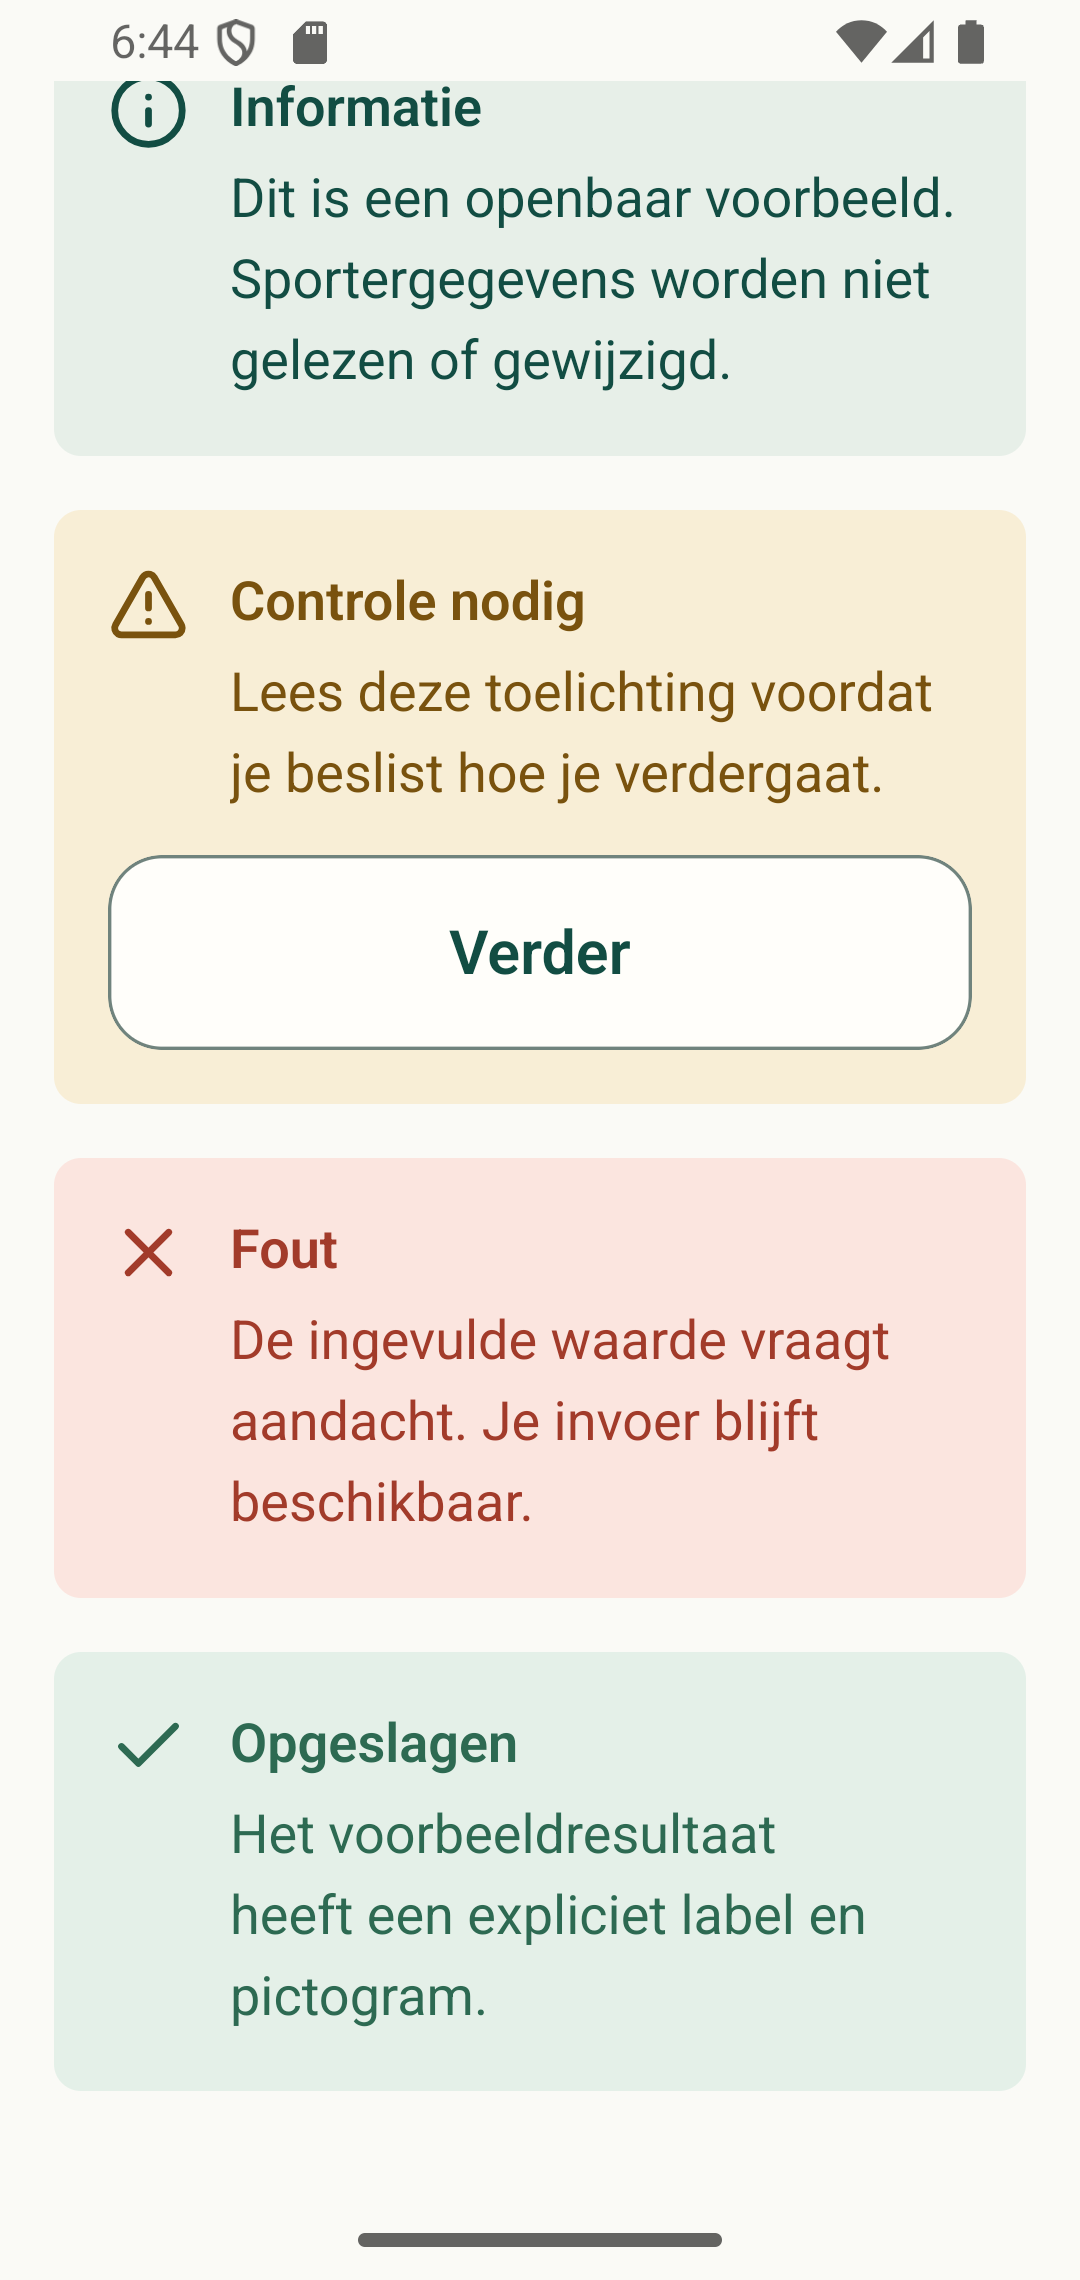 6:44
Informatie
Dit is een openbaar voorbeeld.
Sportergegevens worden niet
gelezen of gewijzigd.
Controle nodig
Lees deze toelichting voordat
je beslist hoe je verdergaat.
Verder
Fout
De ingevulde waarde vraagt
aandacht. Je invoer blijft
beschikbaar.
Opgeslagen
Het voorbeeldresultaat
heeft een expliciet label en
pictogram.